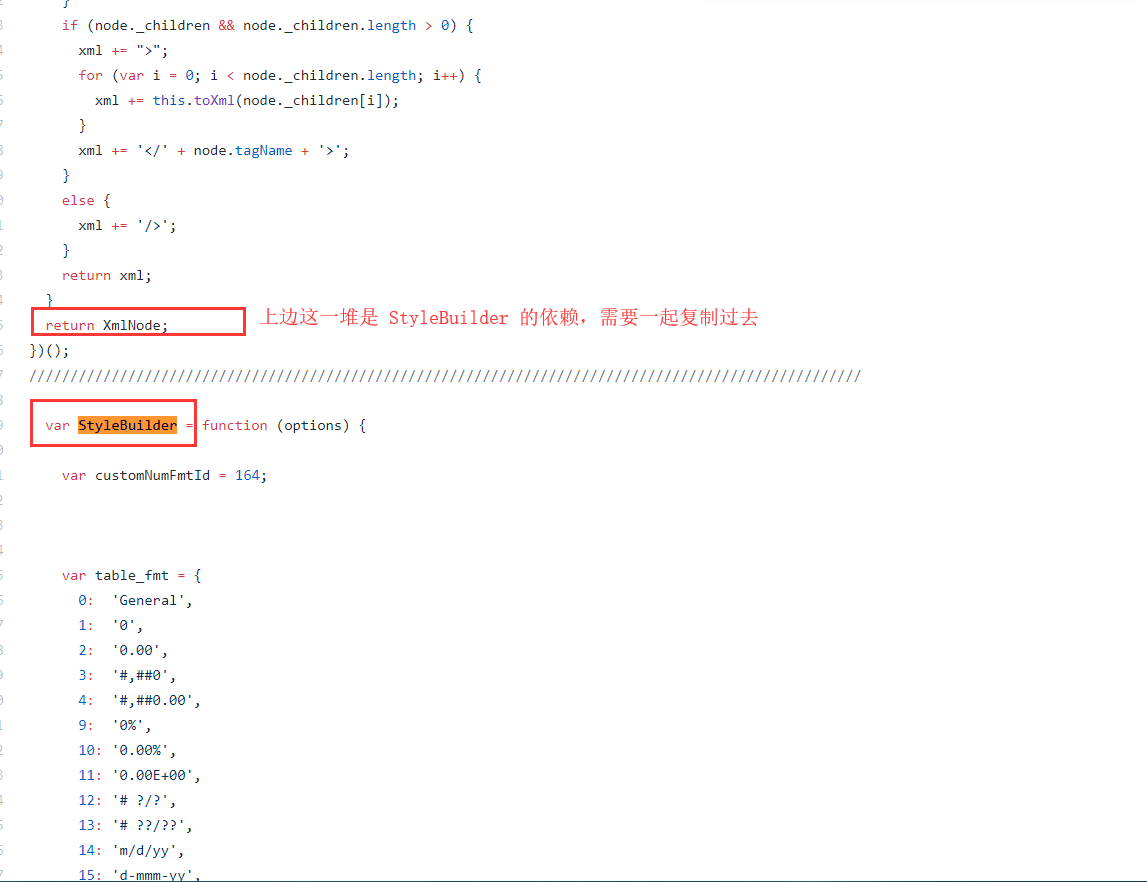 }
if (node._children && node._children.length > 0) {
xml += ">";
for (var i = 0; i < node._children.length; i++) {
xml += this.toXml(node._children[i]);
}
xml += '</' + node.tagName + '>';
}
else {
xml += '/>';
}
return xml;
}
return XmlNode; 上边这一堆是 StyleBuilder 的依赖，需要一起复制过去
})();
/////////////////////////////////////////////////////////////////////////////////////////////////////
var StyleBuilder = function (options) {
var customNumFmtId = 164;
var table_fmt = {
0: 'General',
1: '0',
2: '0.00',
3: '#,##0',
4: '#,##0.00',
9: '0%',
10: '0.00%',
11: '0.00E+00',
12: '# ?/?',
13: '# ??/??',
14: 'm/d/yy',
15: 'd-mmm-yy',